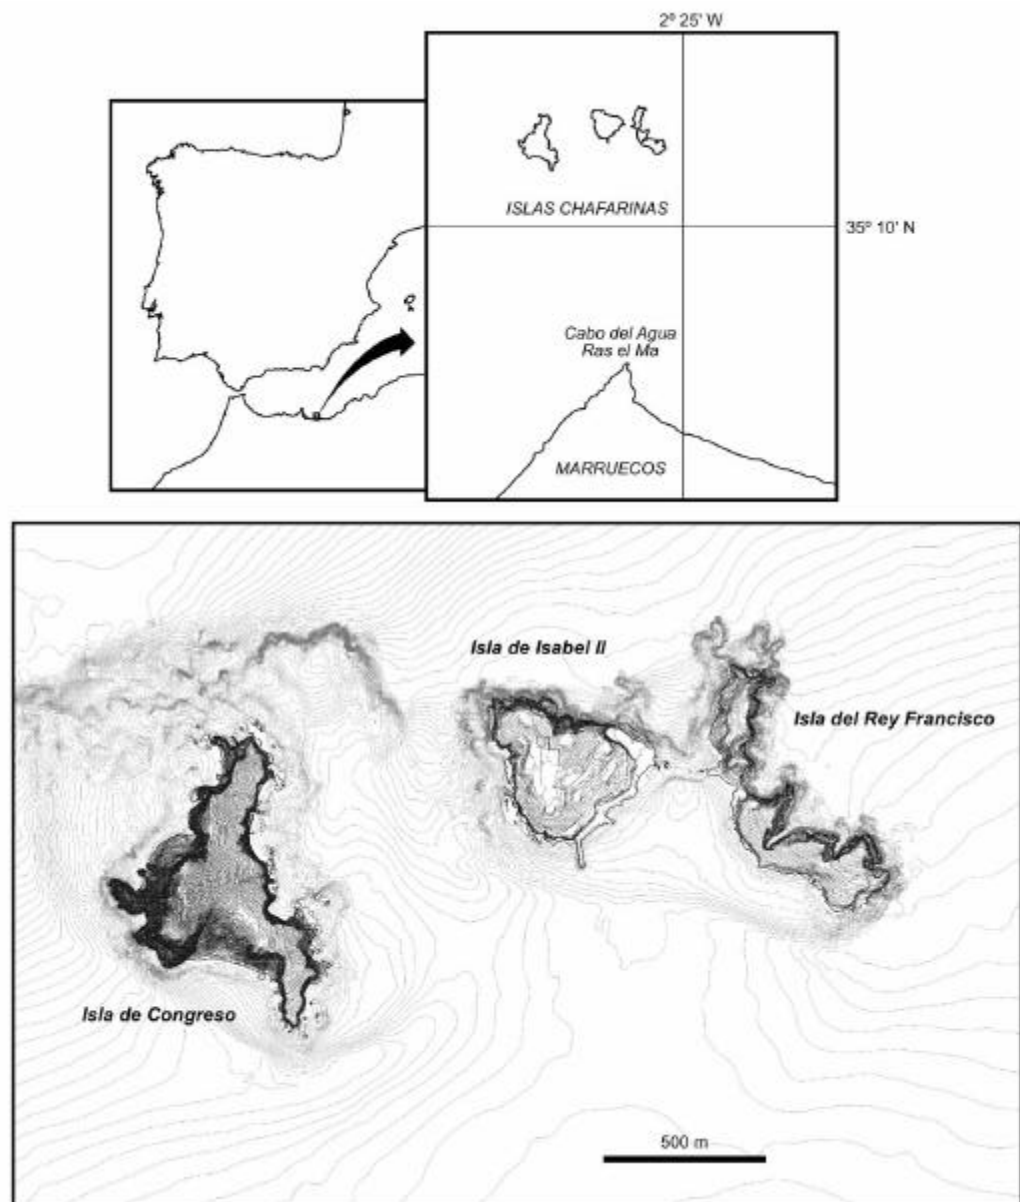 2º 25' W
ISLAS CHAFARINAS
35º 10' N
Cabo del Agua
Ras el Ma
MARRUECOS
Isla de Isabel II
Isla del Rey Francisco
Isla de Congreso
500 m